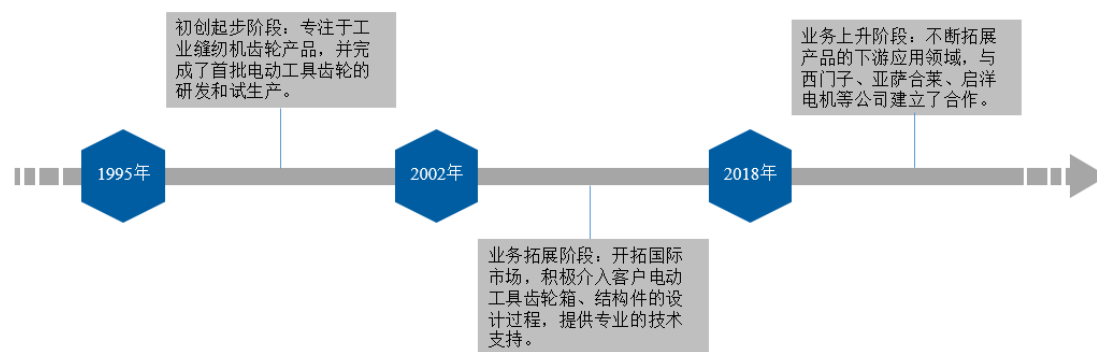 初创起步阶段：专注于工
业缝纫机齿轮产品，并完
成了首批电动工具齿轮的
研发和试生产。
业务上升阶段：不断拓展
产品的下游应用领域，与
西门子、亚萨合莱、启洋
电机等公司建立了合作。
1995年
2002年
2018年
业务拓展阶段：开拓国际
市场，积极介入客户电动
工具齿轮箱、结构件的设
计过程，提供专业的技术
支持。